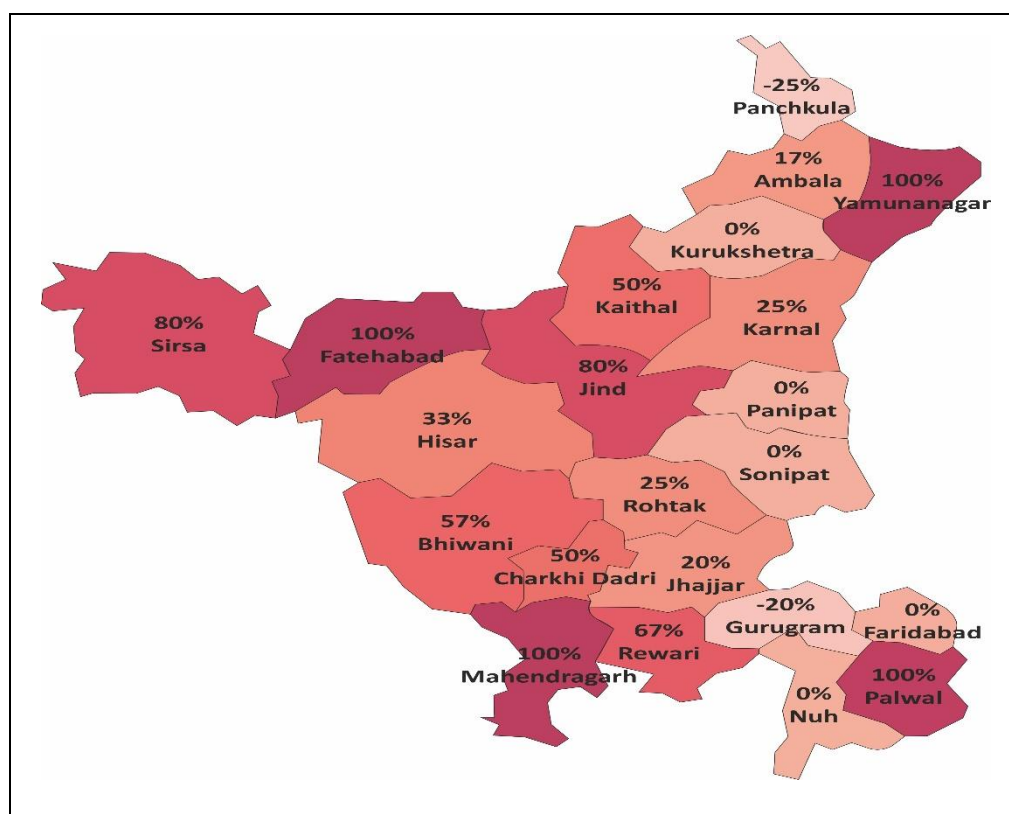 -25%
Panchkula
17%
Ambala
100%
Yamunanagar
0%
Kurukshetra
50%
Kaithal
25%
Karnal
80%
Sirsa
100%
Fatehabad
80%
Jind
0%
Panipat
33%
Hisar
0%
Sonipat
25%
Rohtak
57%
Bhiwani
50%
Charkhi Dadri
20%
Jhajjar
-20%
Gurugram
0%
Faridabad
67%
Rewari
100%
Mahendragarh
100%
Palwal
0%
Nuh